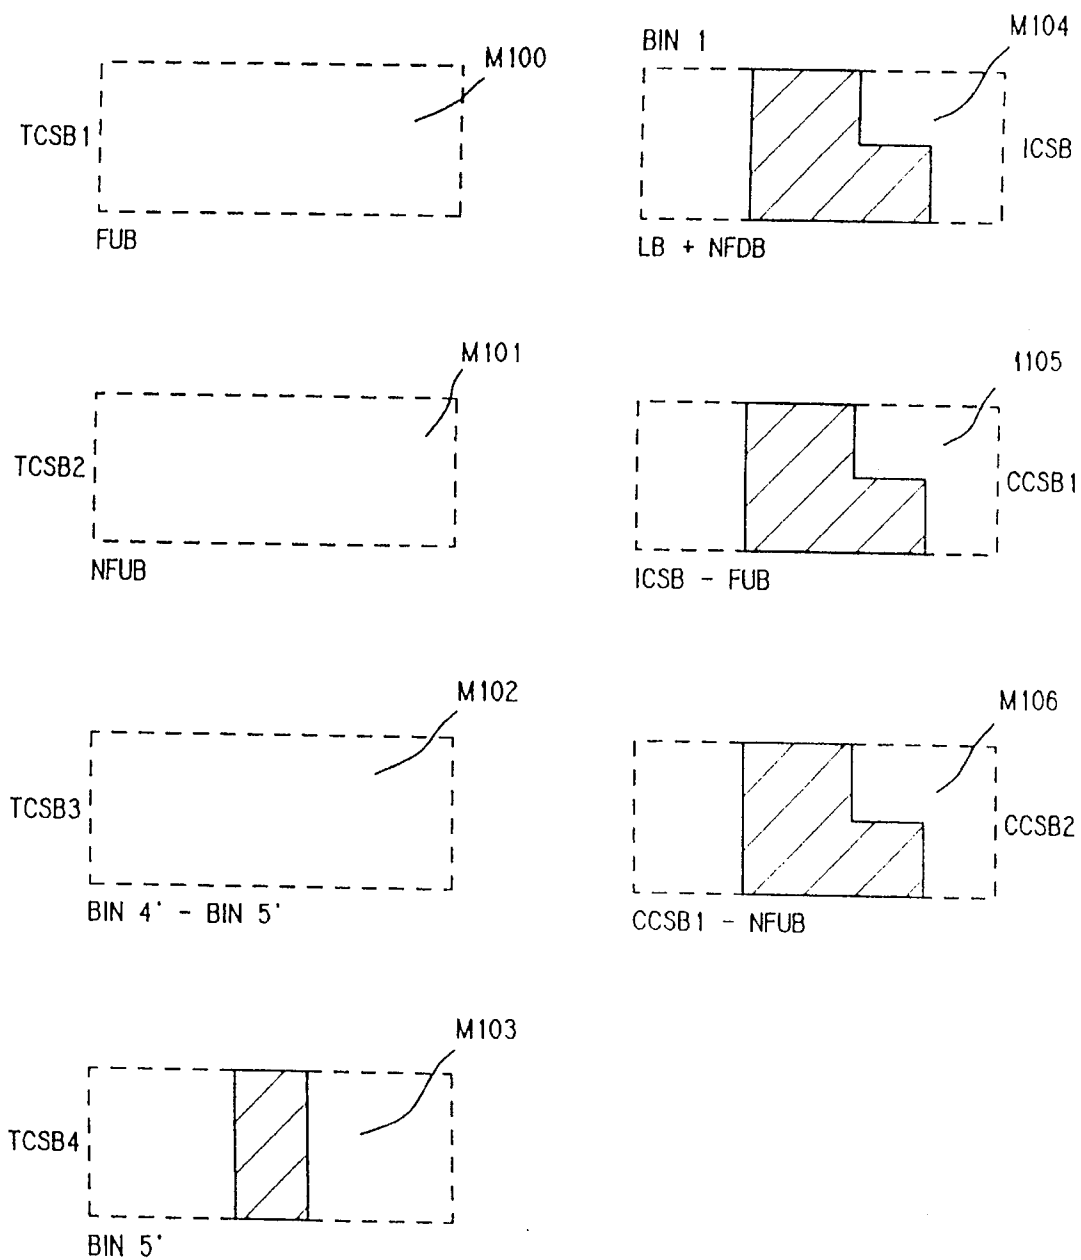 M100
TCSB1
FUB
BIN 1
M104
ICSB
LB + NFDB
M101
TCSB2
NFUB
1105
CCSB1
ICSB - FUB
M102
TCSB3
BIN 4' - BIN 5'
M106
CCSB2
CCSB1 - NFUB
M103
TCSB4
BIN 5'